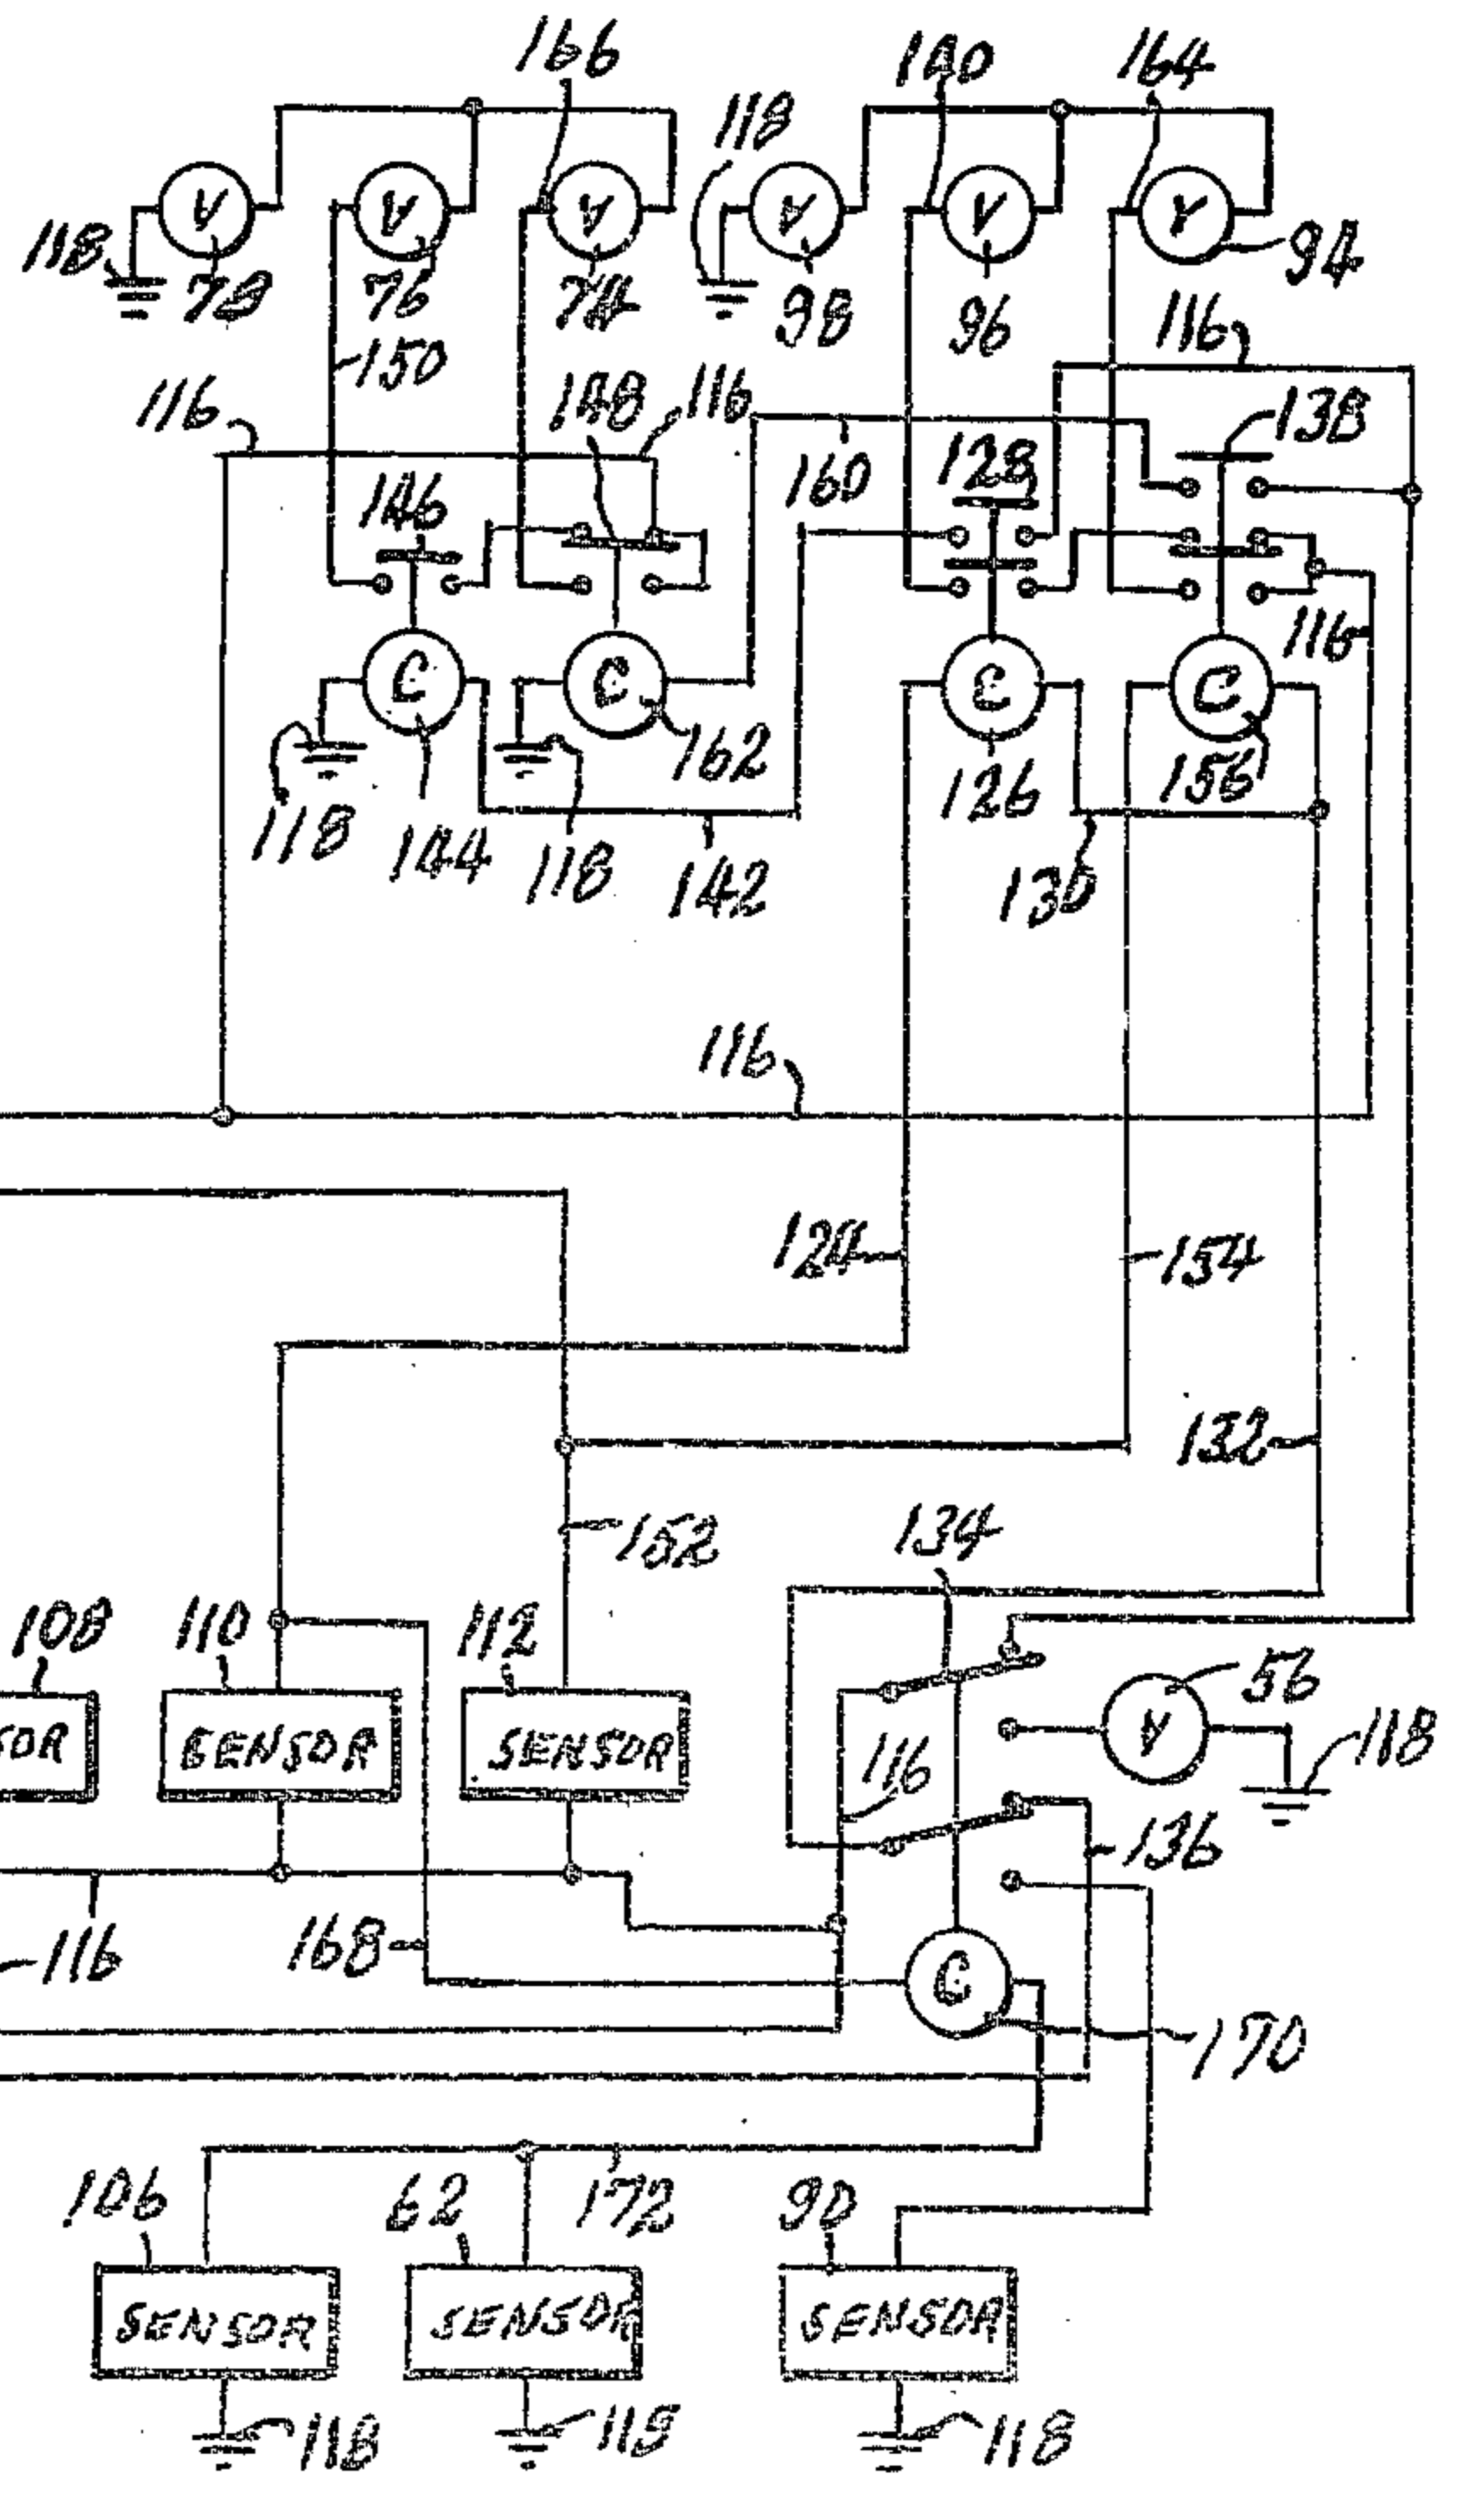 166 140 164
118
V V V V V V
118 78 76 74 98 96 94
150 116
116 148 116 138
146 160 128
116
C C C C
162 126 156
118 144 118 142 130
116
124 154
132
152 134
108 110 112
56
SOR SENSOR SENSOR V 118
116
136
116 168 C
170
106 62 172 90
SENSOR SENSOR SENSOR
118 118 118